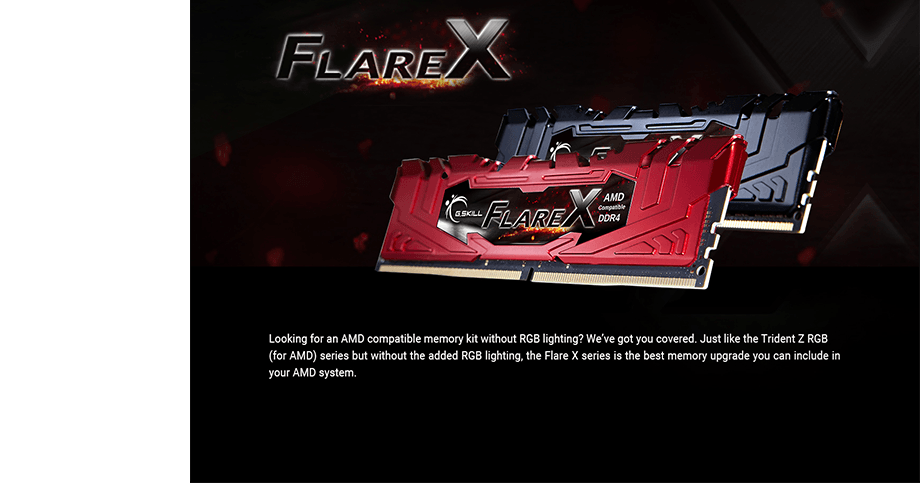 FLARE X
G.SKILL FLARE X AMD
Compatible
DDR4
Looking for an AMD compatible memory kit without RGB lighting? We've got you covered. Just like the Trident Z RGB
(for AMD) series but without the added RGB lighting, the Flare X series is the best memory upgrade you can include in
your AMD system.